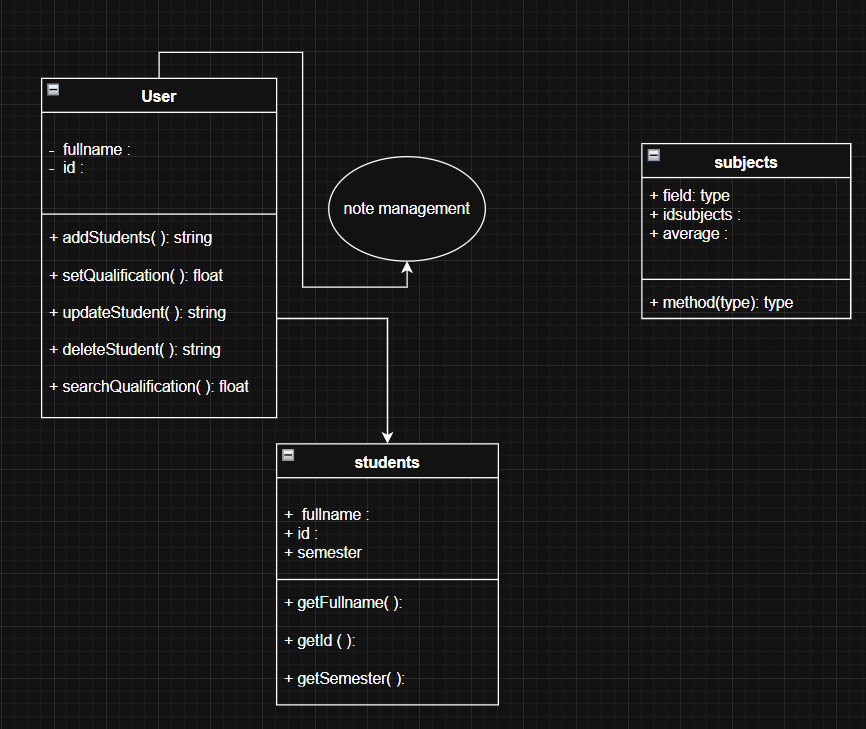 User
- fullname :
- id :
+ addStudents( ): string
+ setQualification( ): float
+ updateStudent( ): string
+ deleteStudent( ): string
+ searchQualification( ): float
note management
subjects
+ field: type
+ idsubjects :
+ average :
+ method(type): type
students
+ fullname :
+ id :
+ semester
+ getFullname( ):
+ getId ( ):
+ getSemester( ):